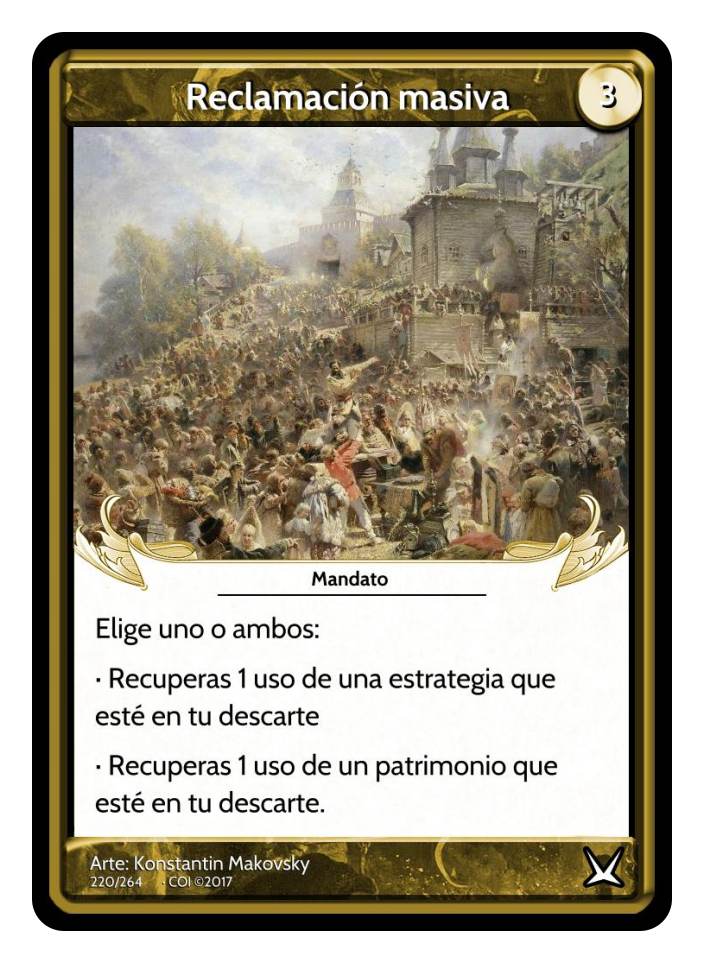 Reclamación masiva
3
Mandato
Elige uno o ambos:
· Recuperas 1 uso de una estrategia que
esté en tu descarte
· Recuperas 1 uso de un patrimonio que
esté en tu descarte.
Arte: Konstantin Makovsky
220/264 · COI ©2017